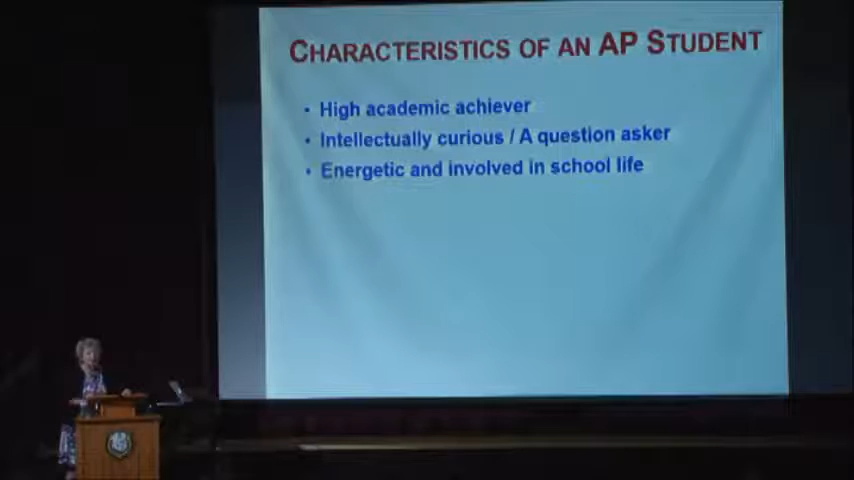 CHARACTERISTICS OF AN AP STUDENT
• High academic achiever
• Intellectually curious / A question asker
• Energetic and involved in school life